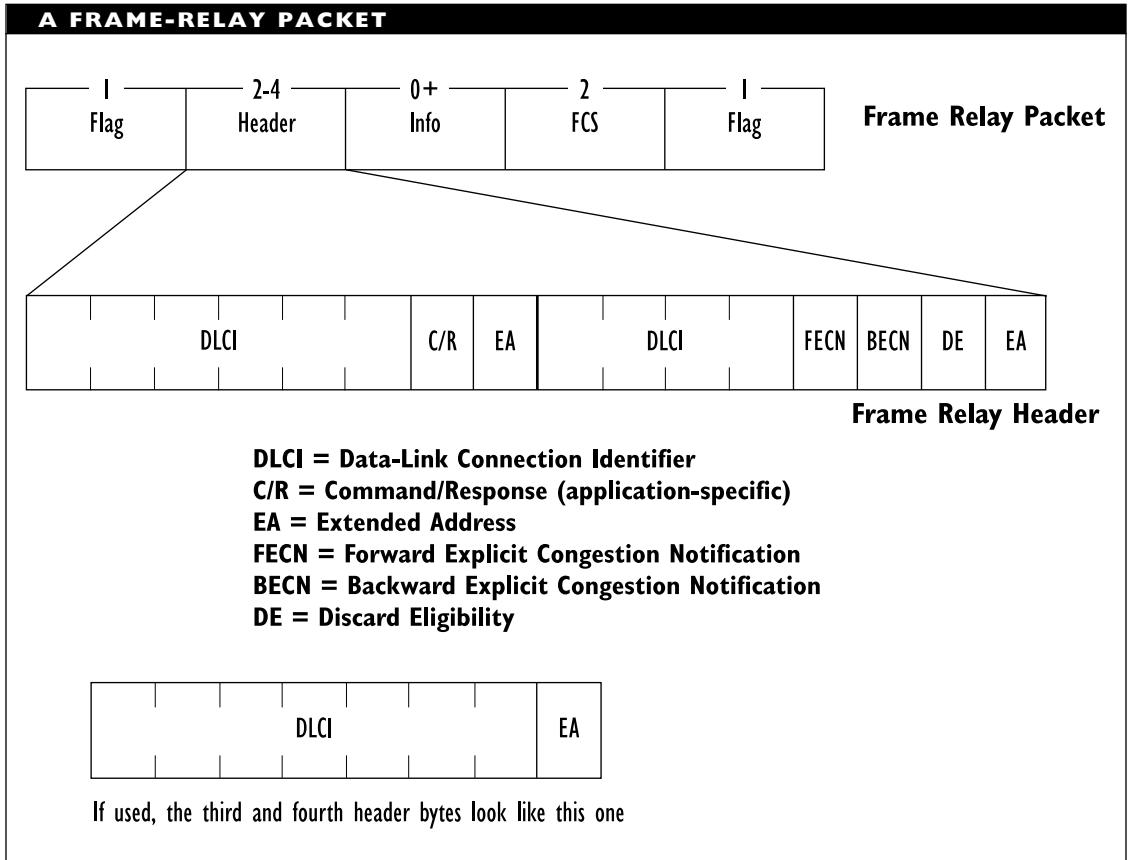 A FRAME-RELAY PACKET
1 2-4 0+ 2 1
Flag Header Info FCS Flag
Frame Relay Packet
DLCI C/R EA DLCI FECN BECN DE EA
Frame Relay Header
DLCI = Data-Link Connection Identifier
C/R = Command/Response (application-specific)
EA = Extended Address
FECN = Forward Explicit Congestion Notification
BECN = Backward Explicit Congestion Notification
DE = Discard Eligibility
DLCI EA
If used, the third and fourth header bytes look like this one